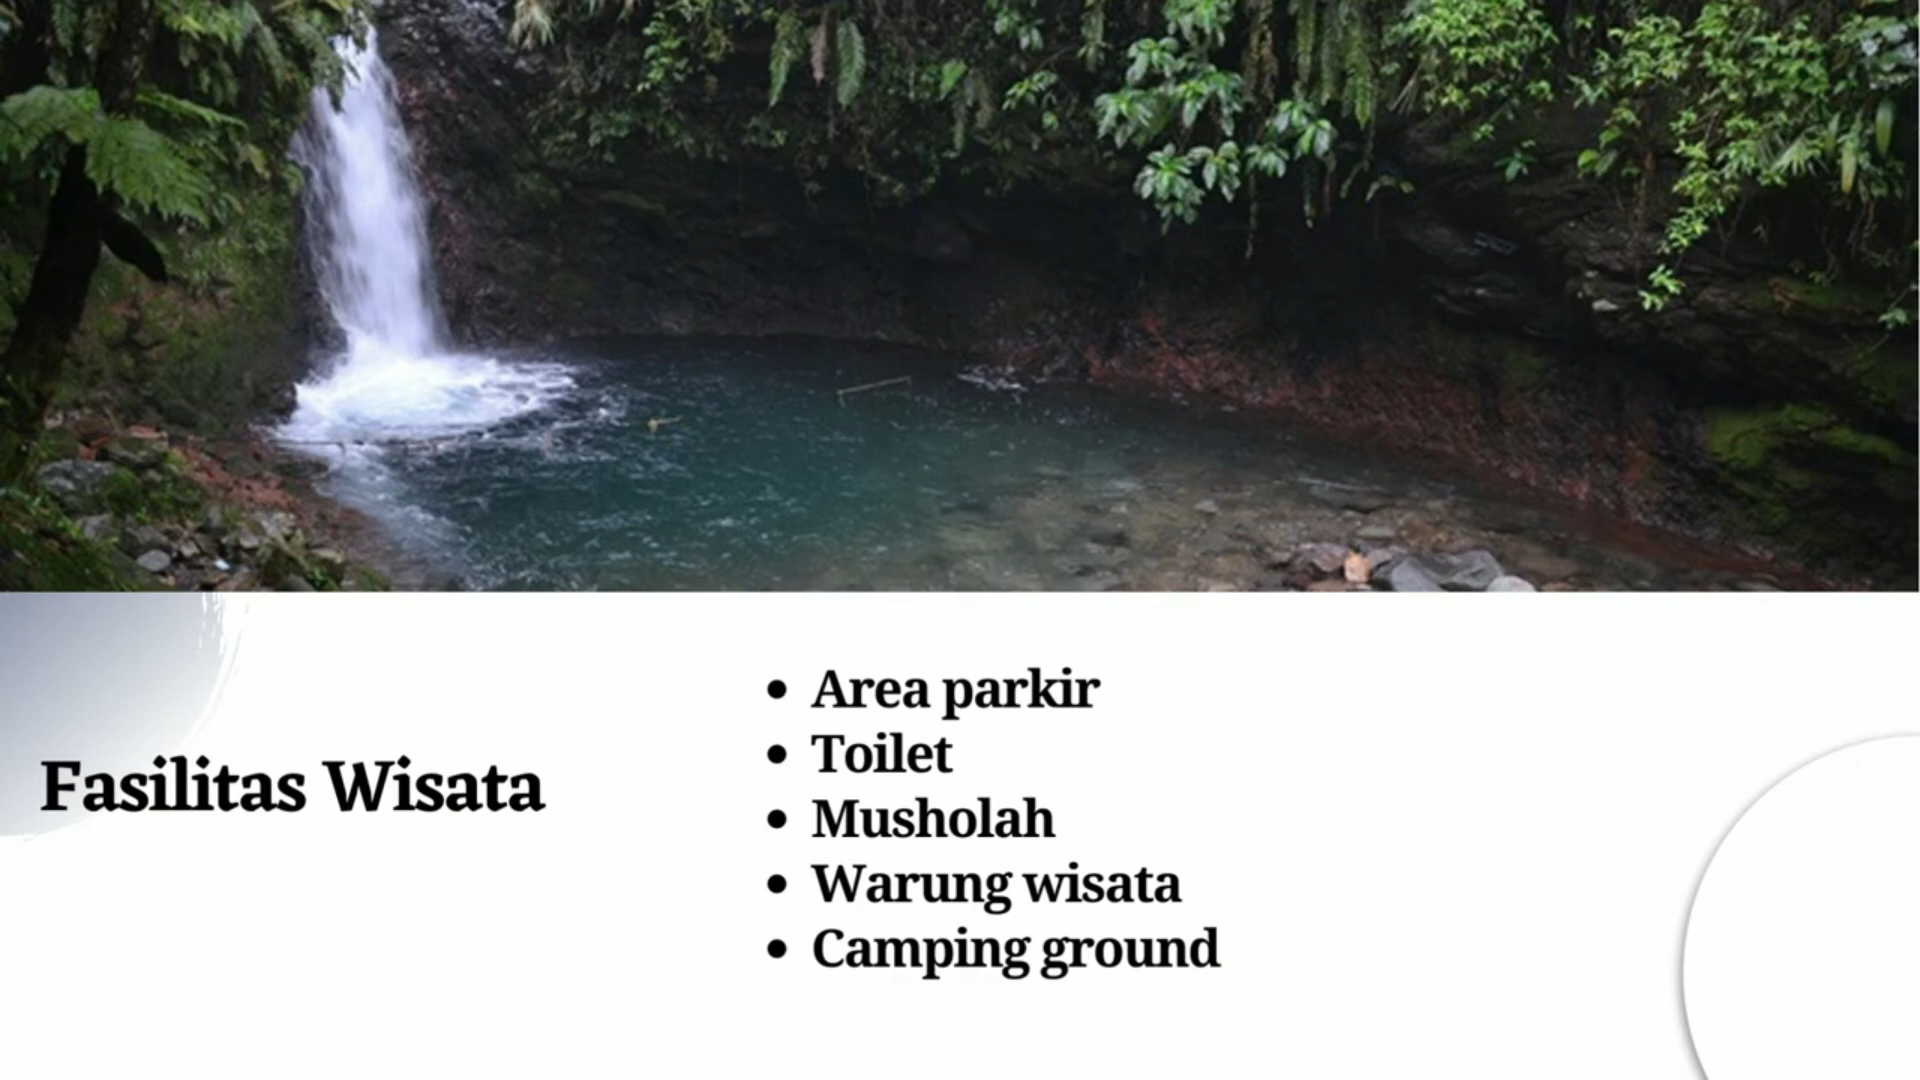 Fasilitas Wisata
Area parkir
Toilet
Musholah
Warung wisata
Camping ground